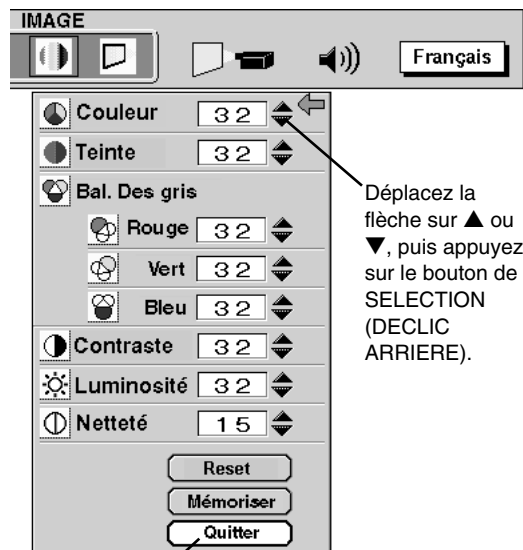 IMAGE
Français
Couleur 32
Teinte 32
Bal. Des gris
Rouge 32
Vert 32
Bleu 32
Contraste 32
Luminosité 32
Netteté 15
Reset
Mémoriser
Quitter
Déplacez la
flèche sur ▲ ou
▼, puis appuyez
sur le bouton de
SELECTION
(DECLIC
ARRIERE).